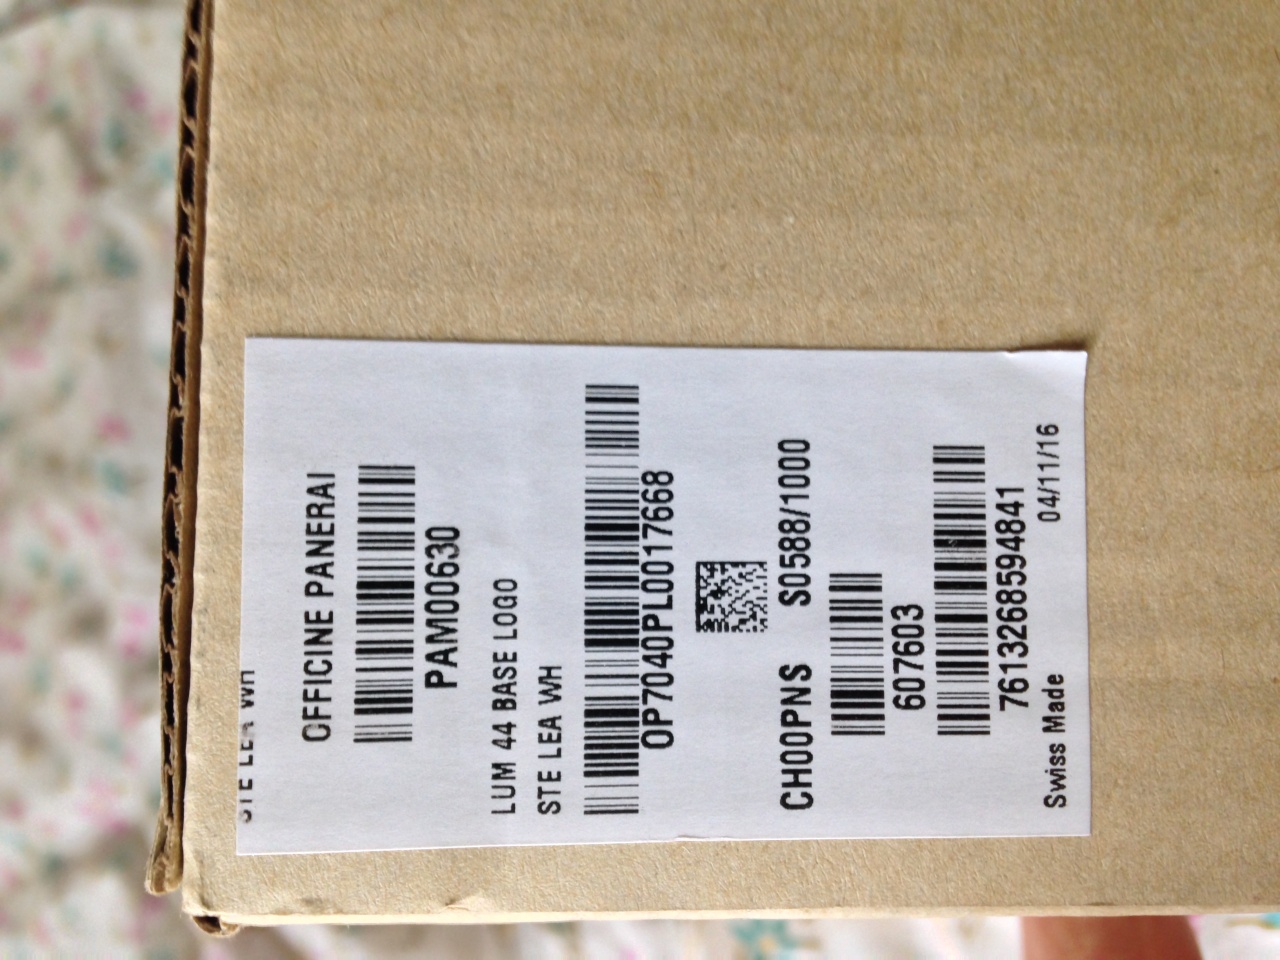 OFFICINE PANERAI
PAM00630
LUM 44 BASE LOGO
STE LEA WH
OP7040PL0017668
CH00PNS S0588/1000
607603
7613268594841
Swiss Made 04/11/16